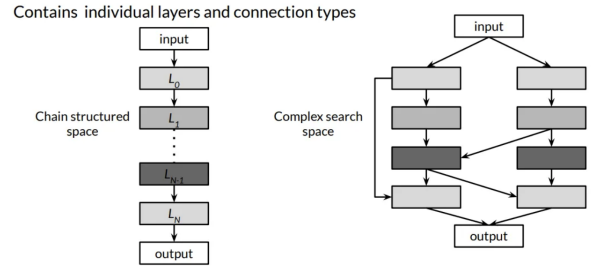 Contains individual layers and connection types
input
L0
Chain structured
space
L1
LN-1
LN
output
input
Complex search
space
output